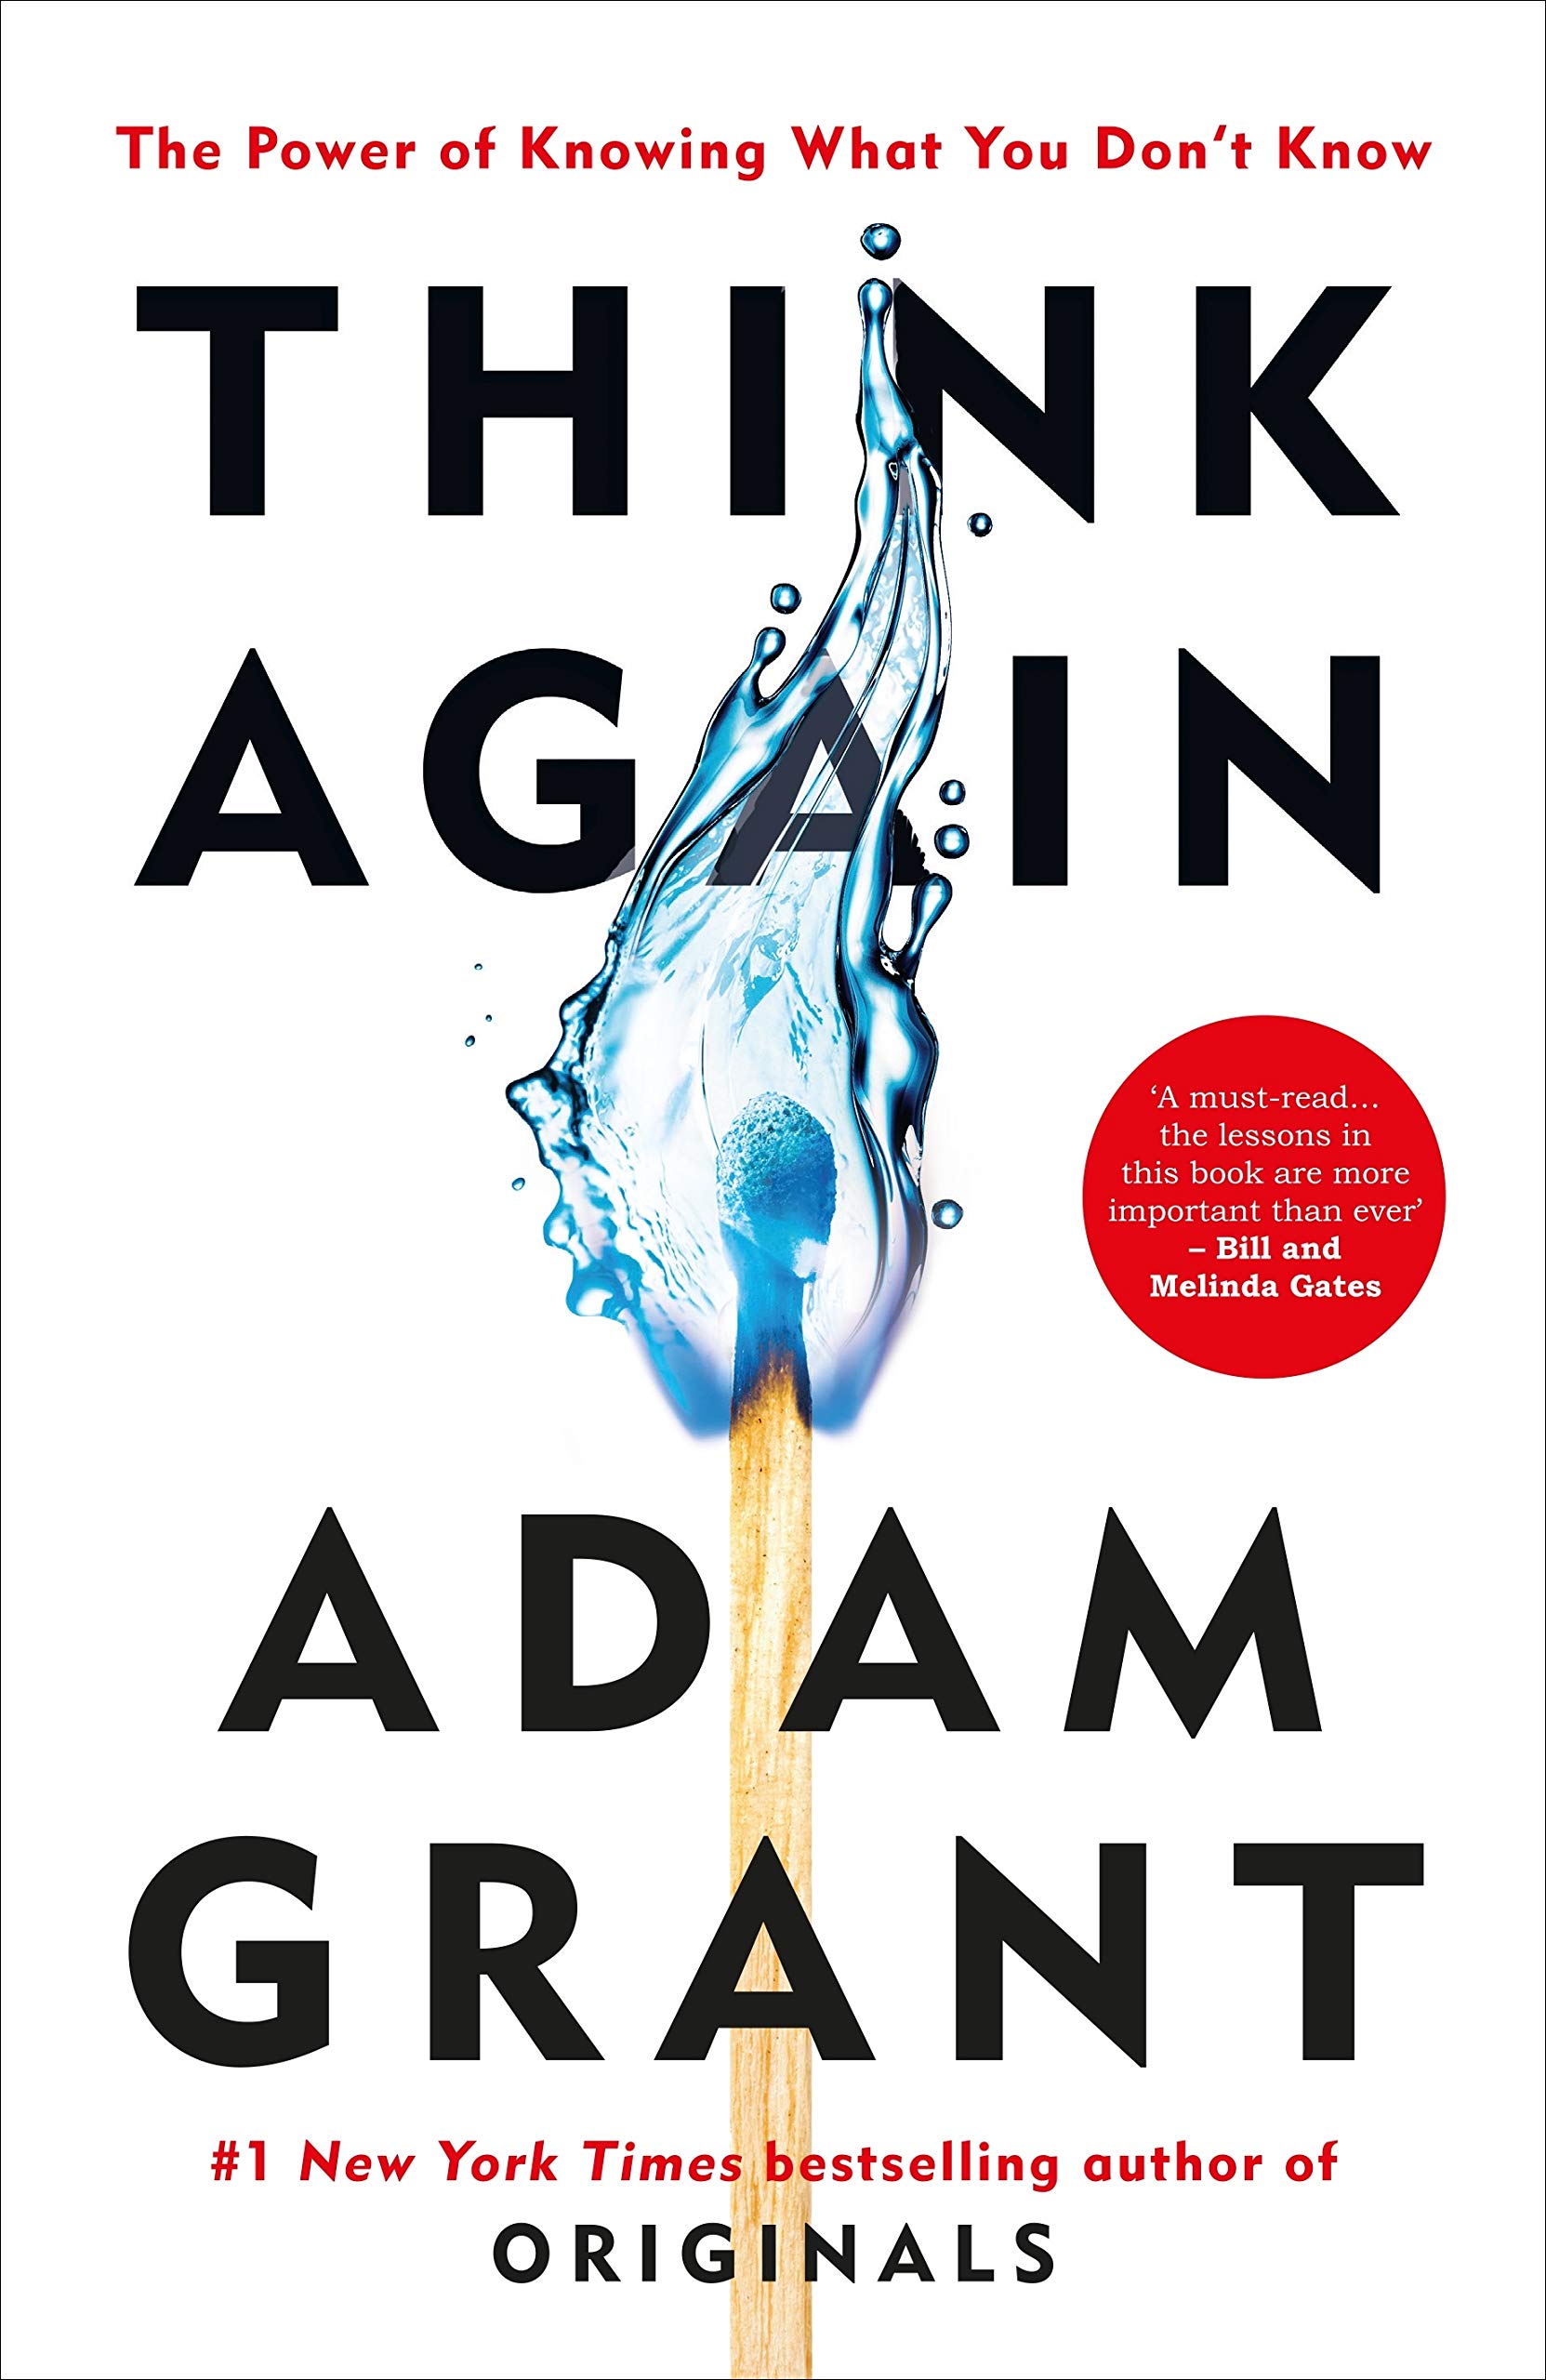 The Power of Knowing What You Don‘t Know
THINK
AGAIN
‘A must-read...
the lessons in
this book are more
important than ever’
– Bill and
Melinda Gates
ADAM
GRANT
#1 New York Times bestselling author of
ORIGINALS